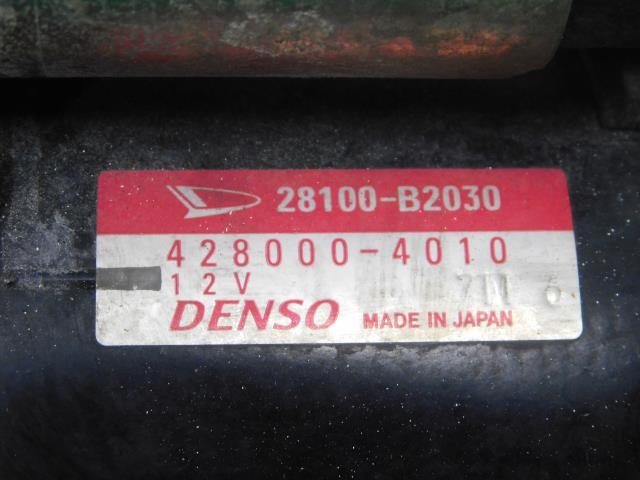 28100-B2030
428000-4010
12V
DENSO MADE IN JAPAN